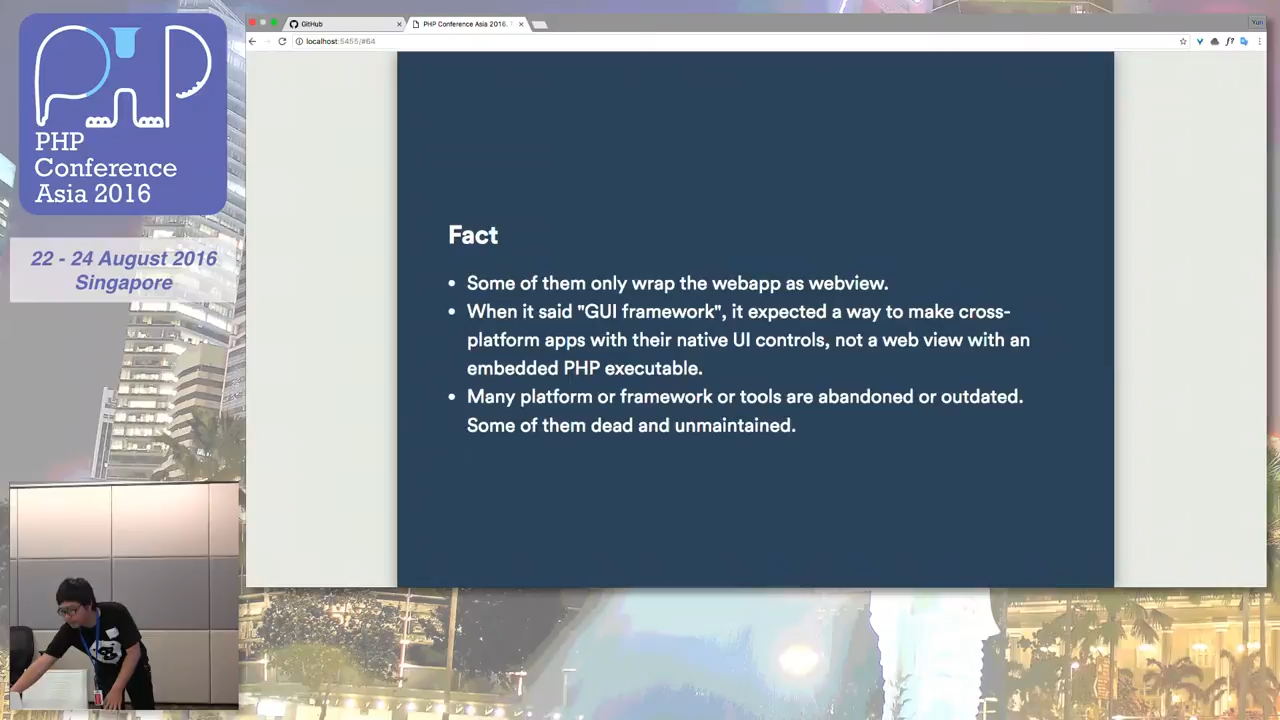 PHP
Conference
Asia 2016
22 - 24 August 2016
Singapore
GitHub
PHP Conference Asia 2016.
Yuri
localhost:5455/#64
f?
Fact
• Some of them only wrap the webapp as webview.
• When it said "GUI framework", it expected a way to make cross-
platform apps with their native UI controls, not a web view with an
embedded PHP executable.
• Many platform or framework or tools are abandoned or outdated.
Some of them dead and unmaintained.